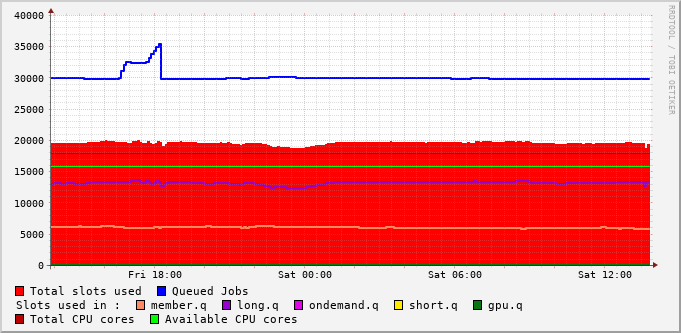 40000
35000
30000
25000
20000
15000
10000
5000
0
Fri 18:00 Sat 00:00 Sat 06:00 Sat 12:00
RRDTOOL / TOBI OETIKER
Total slots used Queued Jobs
Slots used in : member.q long.q ondemand.q short.q gpu.q
Total CPU cores Available CPU cores